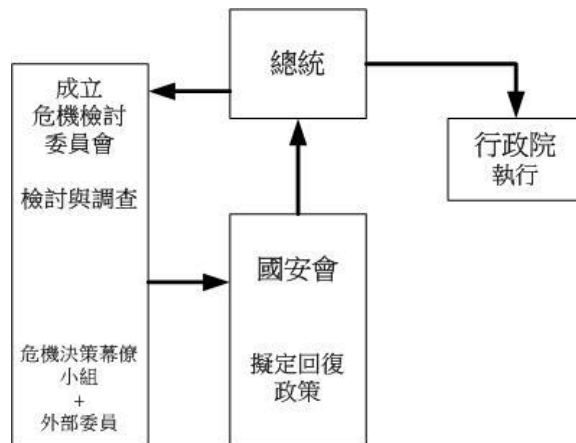 總統
成立
危機檢討
委員會
檢討與調查
危機決策幕僚
小組
+
外部委員
國安會
擬定回復
政策
行政院
執行